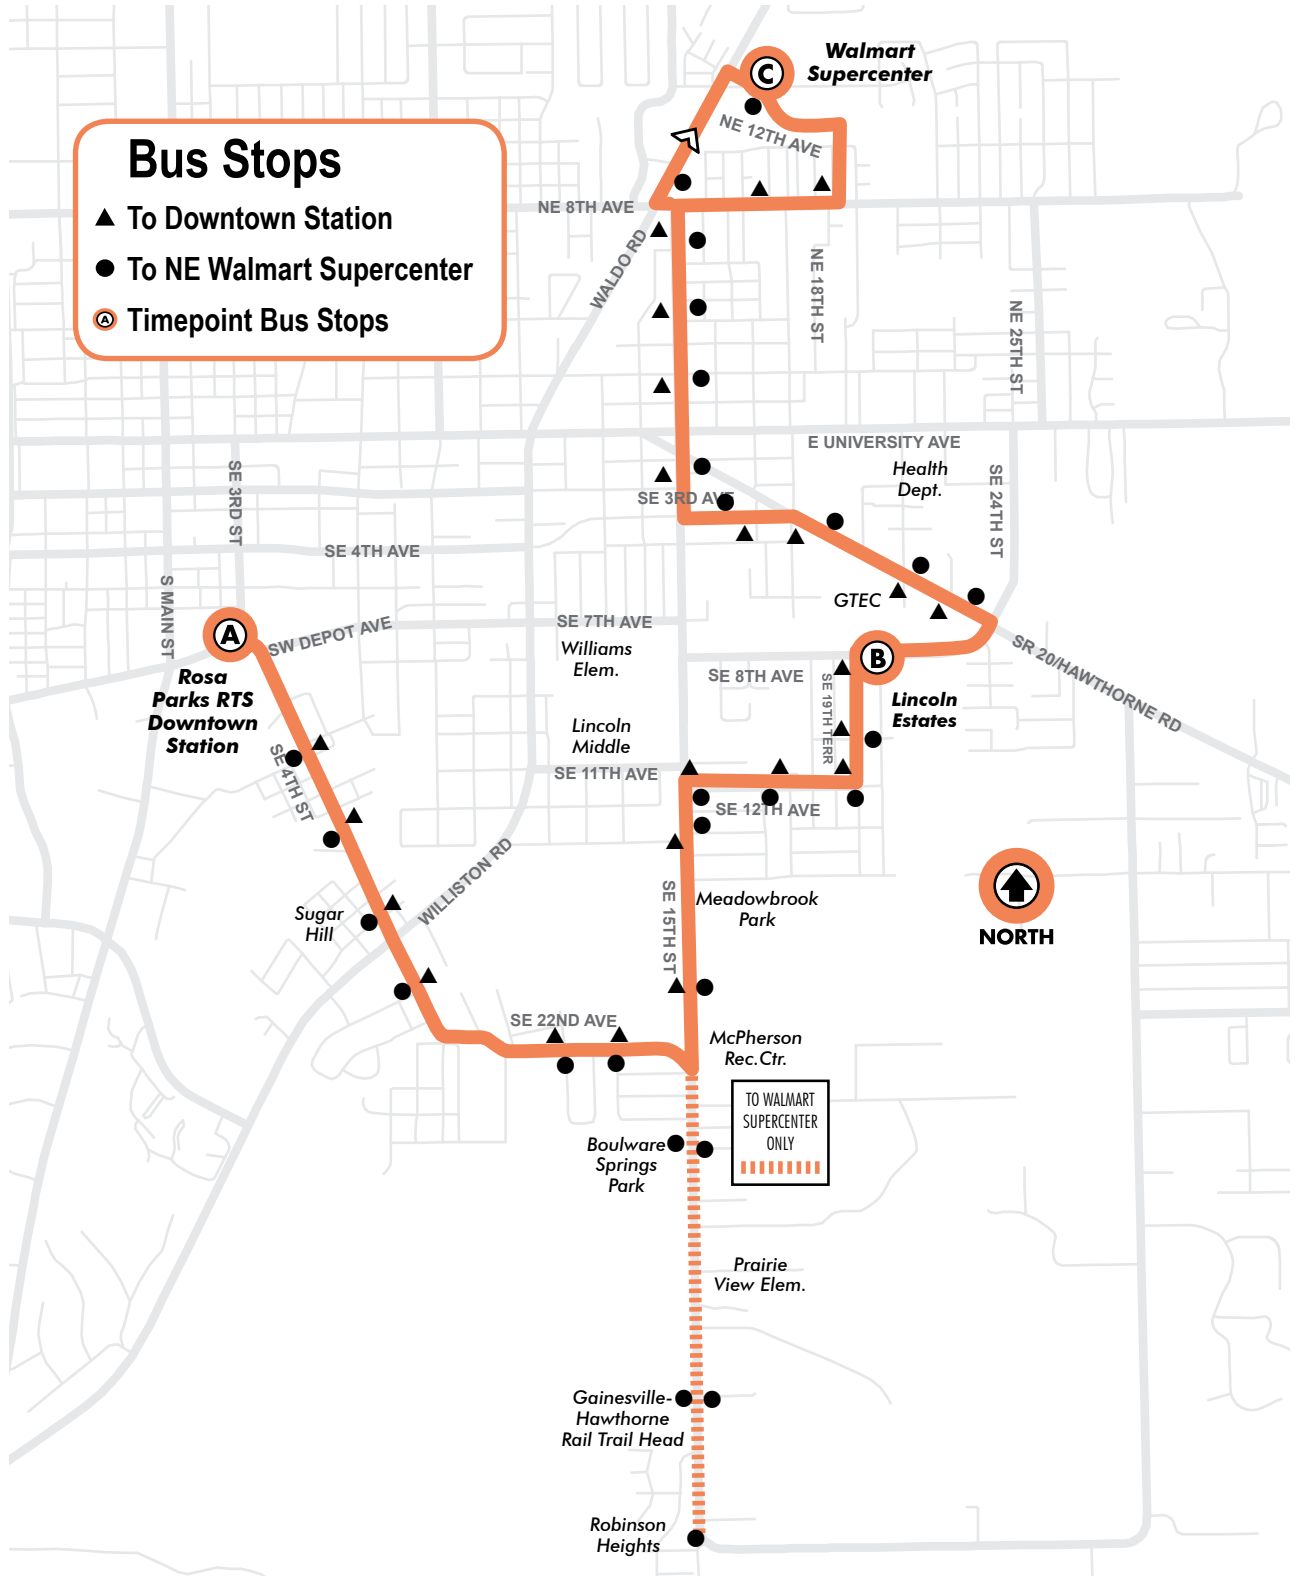 Walmart
Supercenter
C
NE 12TH AVE
Bus Stops
To Downtown Station
To NE Walmart Supercenter
A
Timepoint Bus Stops
NE 8TH AVE
WALDO RD
NE 18TH ST
NE 25TH ST
E UNIVERSITY AVE
Health
Dept.
SE 3RD ST
SE 24TH ST
SE 3RD AVE
SE 4TH AVE
S MAIN ST
GTEC
A
SW DEPOT AVE
SE 7TH AVE
Williams
Elem.
B
SR 20/HAWTHORNE RD
Rosa
Parks RTS
Downtown
Station
SE 8TH AVE
SE 19TH TERR
Lincoln
Estates
Lincoln
Middle
SE 4TH ST
SE 11TH AVE
SE 12TH AVE
WILLISTON RD
Sugar
Hill
SE 15TH ST
Meadowbrook
Park
NORTH
SE 22ND AVE
McPherson
Rec.Ctr.
TO WALMART
SUPERCENTER
ONLY
Boulware
Springs
Park
Prairie
View Elem.
Gainesville-
Hawthorne
Rail Trail Head
Robinson
Heights